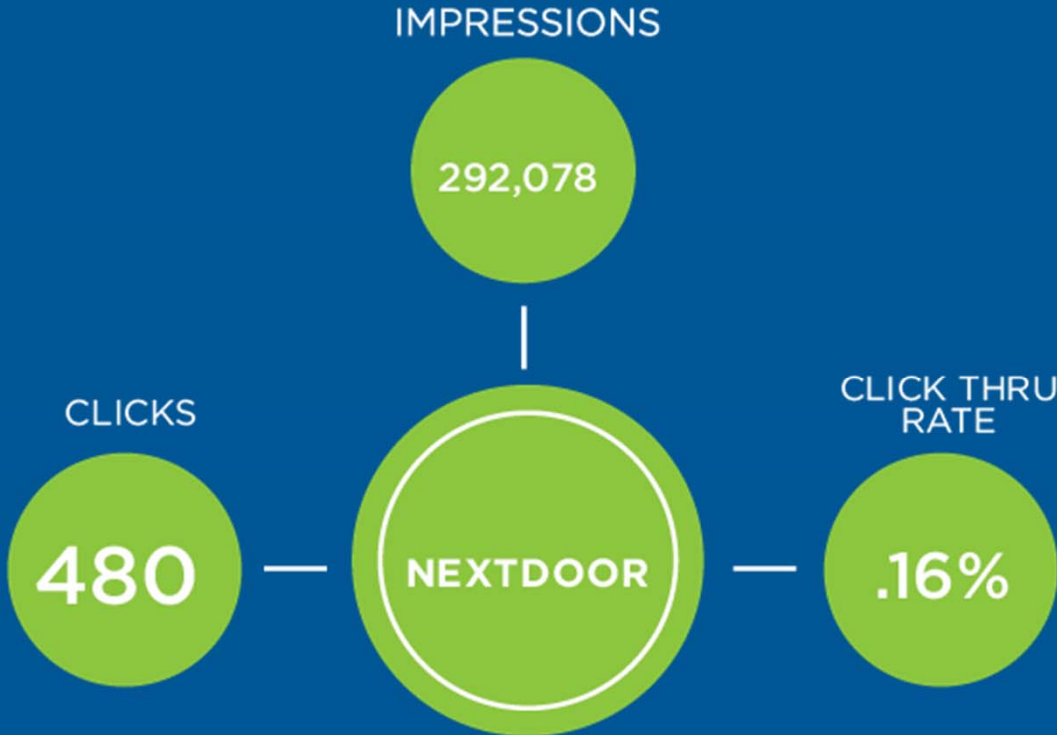 IMPRESSIONS
292,078
CLICKS
480
NEXTDOOR
CLICK THRU
RATE
.16%